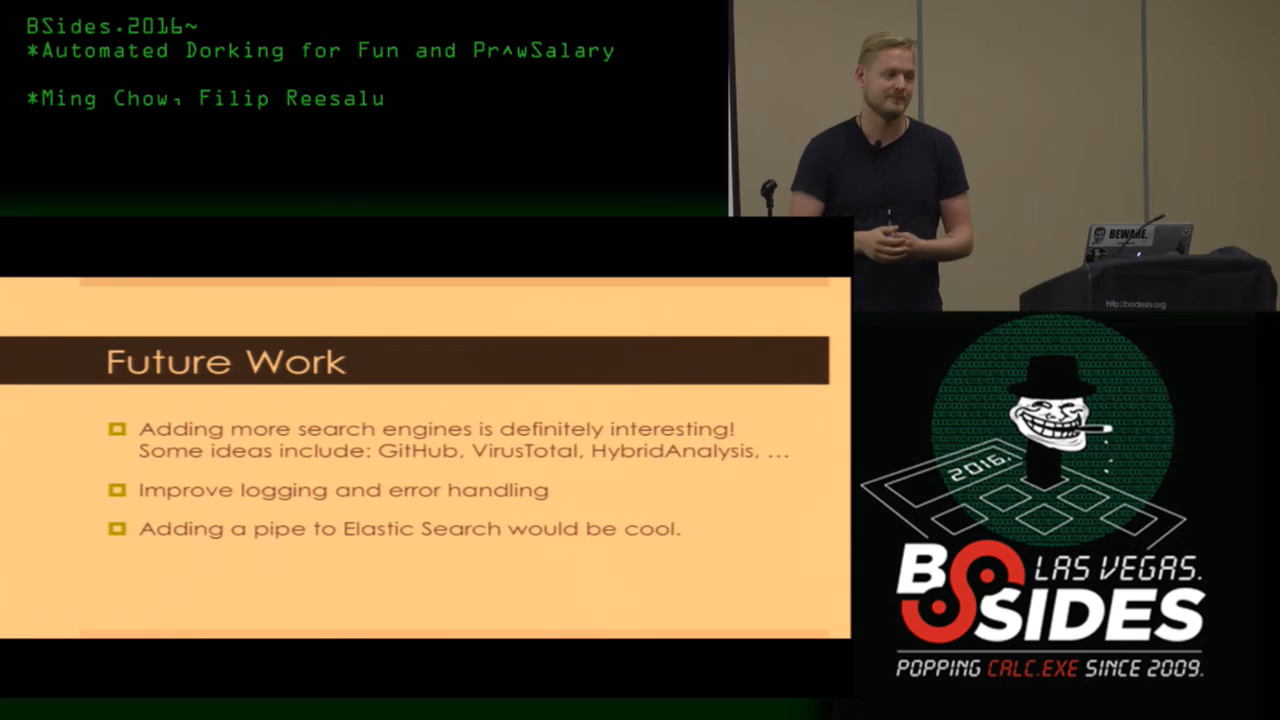 BSides.2016~
*Automated Dorking for Fun and Pr^wSalary
*Ming Chow, Filip Reesalu
BEWARE.
http://bsideslv.org
Future Work
Adding more search engines is definitely interesting!
Some ideas include: GitHub, VirusTotal, HybridAnalysis, ...
Improve logging and error handling
Adding a pipe to Elastic Search would be cool.
2016.
BSIDES
LAS VEGAS.
POPPING CALC.EXE SINCE 2009.